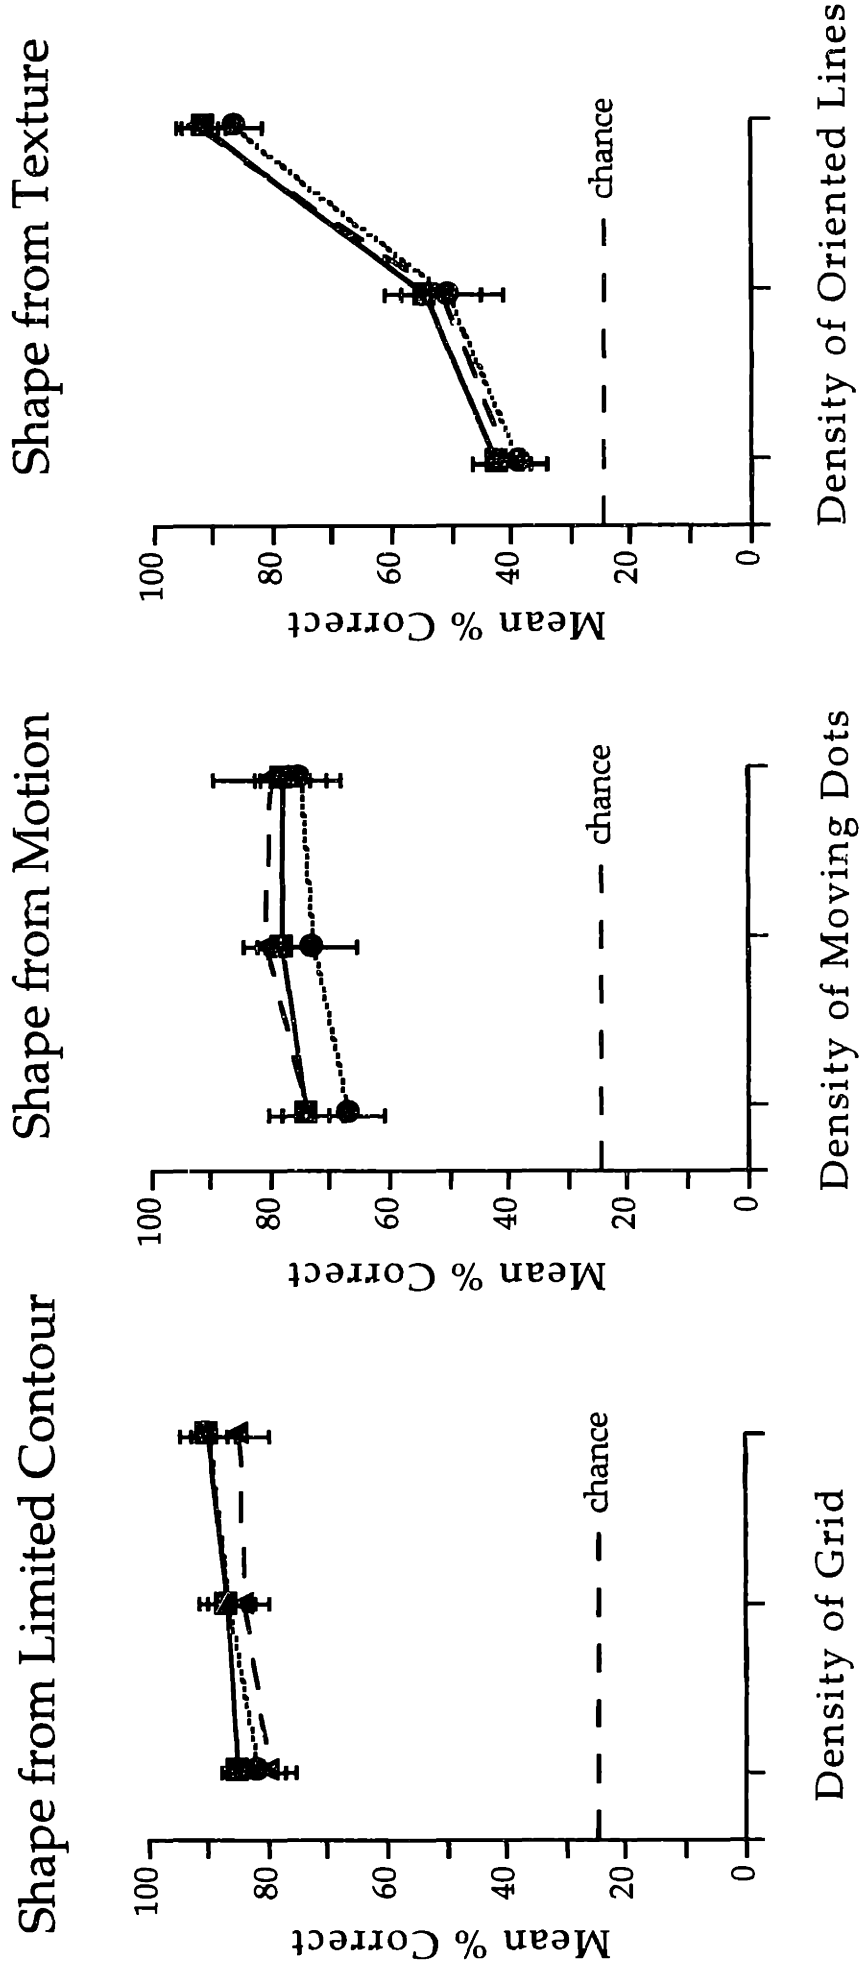 Shape from Limited Contour
100
80
60
40
20
0
Mean % Correct
chance
Density of Grid
Shape from Motion
100
80
60
40
20
0
Mean % Correct
chance
Density of Moving Dots
Shape from Texture
100
80
60
40
20
0
Mean % Correct
chance
Density of Oriented Lines